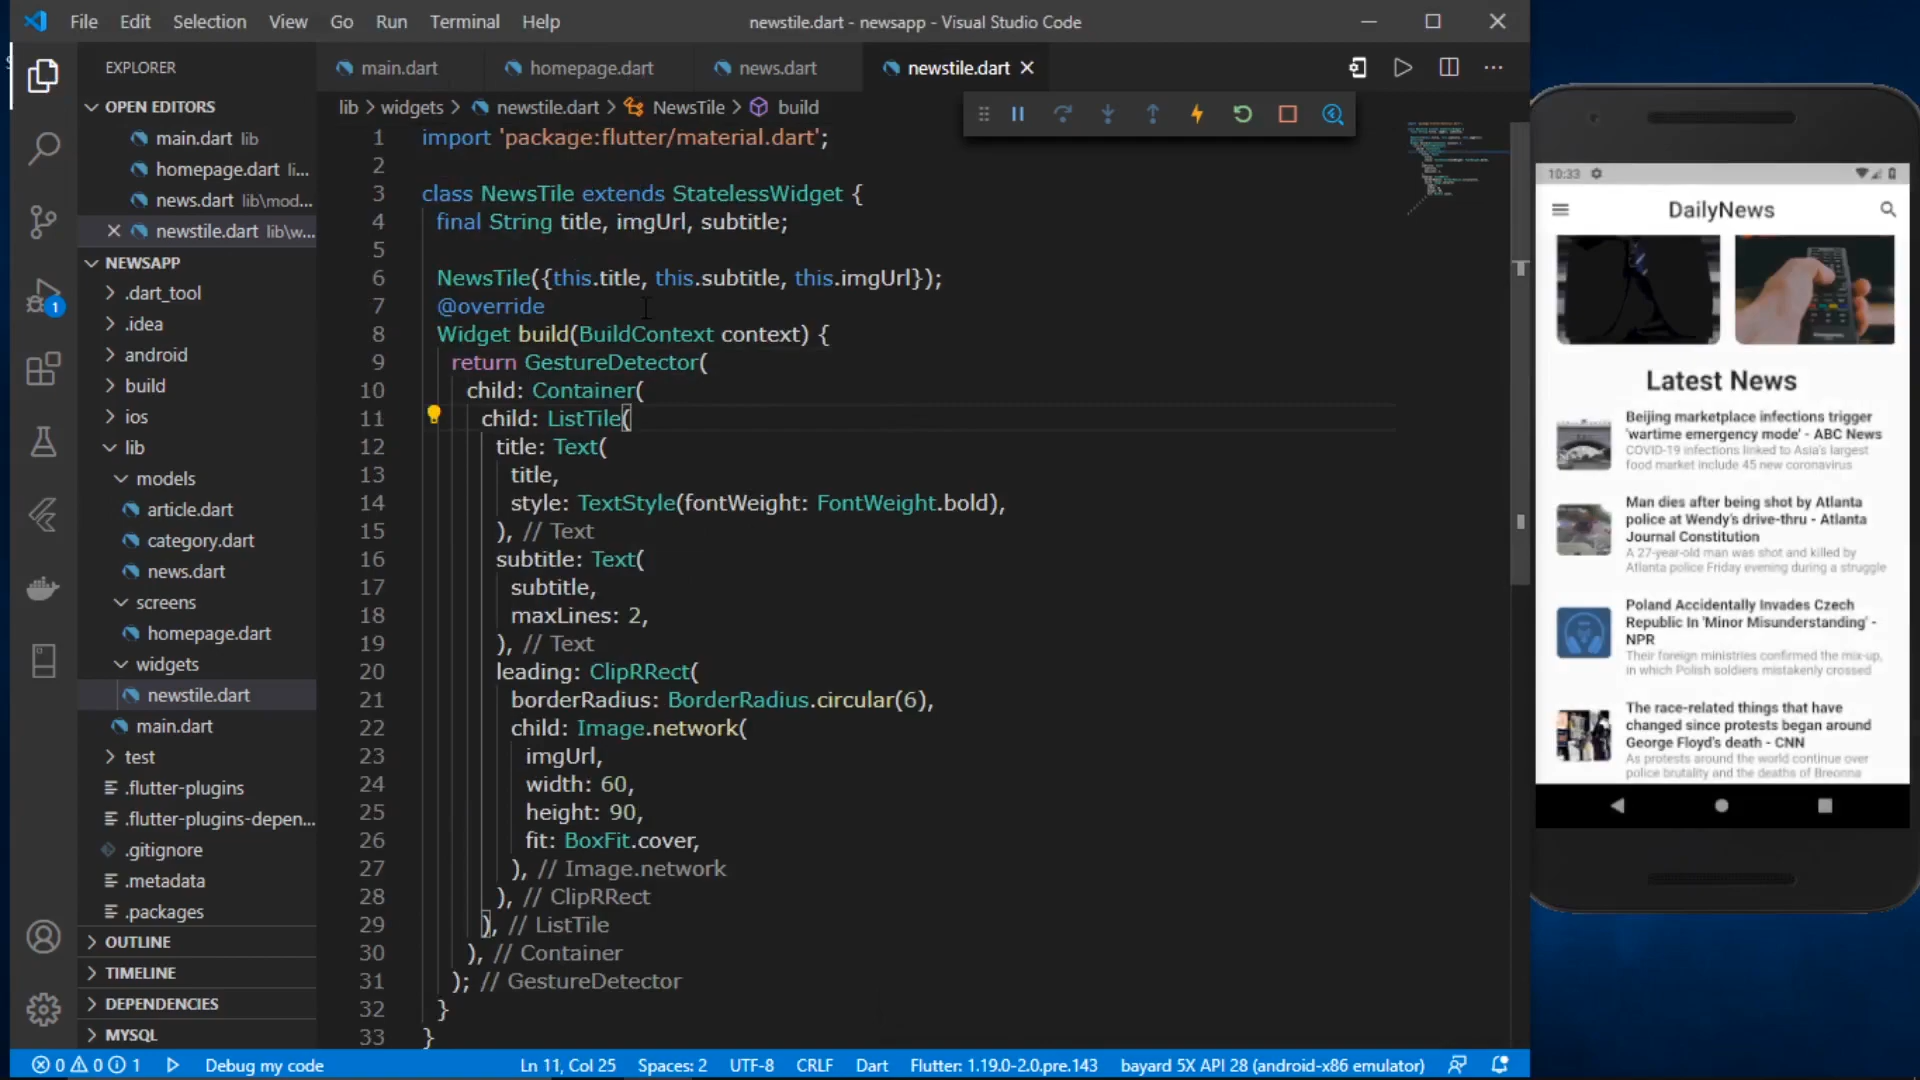 File Edit Selection View Go Run Terminal Help newstile.dart - newsapp - Visual Studio Code
EXPLORER
OPEN EDITORS
main.dart lib
homepage.dart li...
news.dart lib\mod...
newstile.dart lib\w...
NEWSAPP
.dart_tool
.idea
android
build
ios
lib
models
article.dart
category.dart
news.dart
screens
homepage.dart
widgets
newstile.dart
main.dart
test
.flutter-plugins
.flutter-plugins-depen...
.gitignore
.metadata
.packages
OUTLINE
TIMELINE
DEPENDENCIES
MYSQL
1
main.dart homepage.dart news.dart newstile.dart
lib > widgets > newstile.dart > NewsTile > build
1 import 'package:flutter/material.dart';
2
3 class NewsTile extends StatelessWidget {
4 final String title, imgUrl, subtitle;
5
6 NewsTile({this.title, this.subtitle, this.imgUrl});
7 @override
8 Widget build(BuildContext context) {
9 return GestureDetector(
10 child: Container(
11 child: ListTile(
12 title: Text(
13 title,
14 style: TextStyle(fontWeight: FontWeight.bold),
15 ), // Text
16 subtitle: Text(
17 subtitle,
18 maxLines: 2,
19 ), // Text
20 leading: ClipRRect(
21 borderRadius: BorderRadius.circular(6),
22 child: Image.network(
23 imgUrl,
24 width: 60,
25 height: 90,
26 fit: BoxFit.cover,
27 ), // Image.network
28 ), // ClipRRect
29 ), // ListTile
30 ), // Container
31 ); // GestureDetector
32 }
33 }
0 0 1 Debug my code Ln 11, Col 25 Spaces: 2 UTF-8 CRLF Dart Flutter: 1.19.0-2.0.pre.143 bayard 5X API 28 (android-x86 emulator)
10:33
DailyNews
Latest News
Beijing marketplace infections trigger
'wartime emergency mode' - ABC News
COVID-19 infections linked to Asia's largest
food market include 45 new coronavirus
Man dies after being shot by Atlanta
police at Wendy's drive-thru - Atlanta
Journal Constitution
A 27-year-old man was shot and killed by
Atlanta police Friday evening during a struggle
Poland Accidentally Invades Czech
Republic In 'Minor Misunderstanding' -
NPR
Their foreign ministries confirmed the mix-up,
in which Polish soldiers mistakenly crossed
The race-related things that have
changed since protests began around
George Floyd's death - CNN
As protests around the world continue over
police brutality and the deaths of Breonna